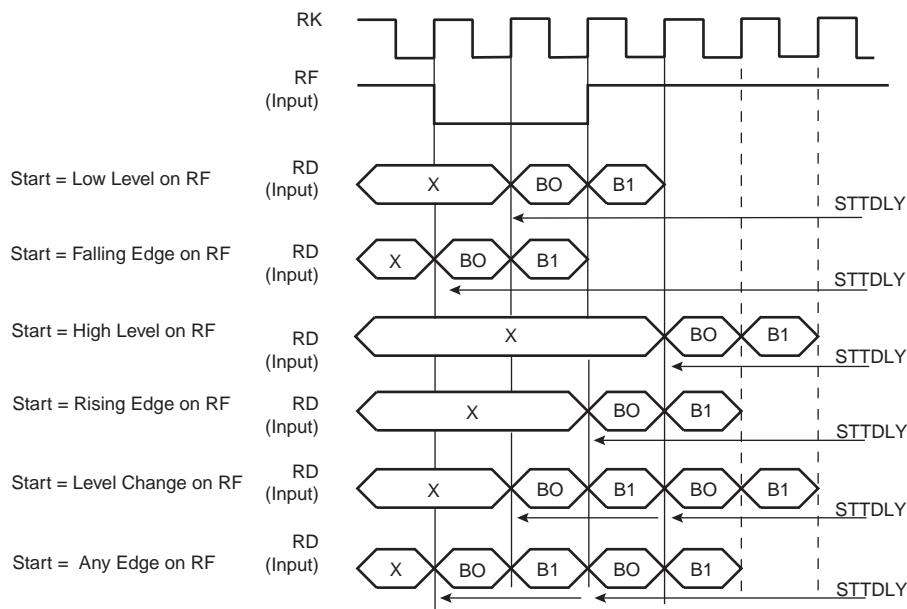 RK
RF
(Input)
Start = Low Level on RF
RD
(Input)
X
BO
B1
STTDLY
Start = Falling Edge on RF
RD
(Input)
X
BO
B1
STTDLY
Start = High Level on RF
RD
(Input)
X
BO
B1
STTDLY
Start = Rising Edge on RF
RD
(Input)
X
BO
B1
STTDLY
Start = Level Change on RF
RD
(Input)
X
BO
B1
BO
B1
STTDLY
Start = Any Edge on RF
RD
(Input)
X
BO
B1
BO
B1
STTDLY